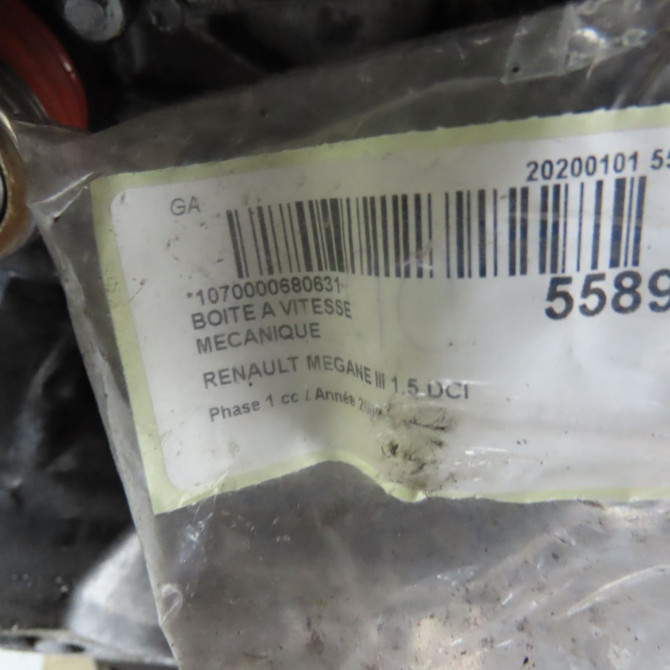 GA
20200101 55
*1070000680631
5589
BOITE A VITESSE
MECANIQUE
RENAULT MEGANE III 1.5 DCI
Phase 1 cc / Année